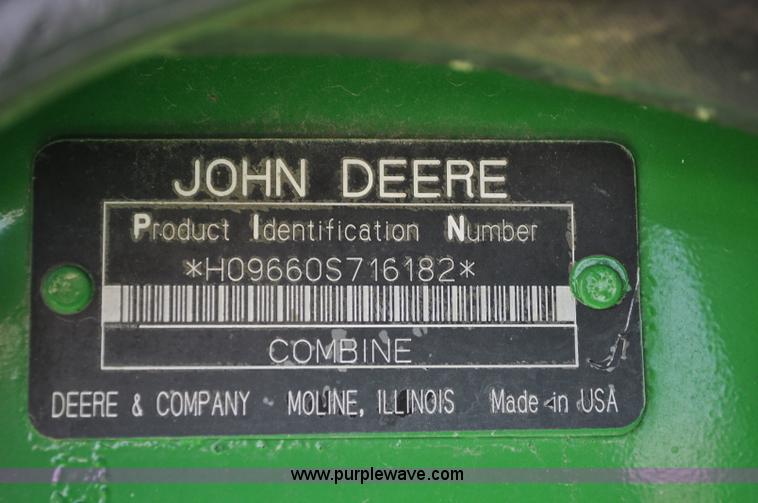 JOHN DEERE
Product Identification Number
*H09660S716182*
COMBINE
DEERE & COMPANY MOLINE, ILLINOIS Made in USA
www.purplewave.com